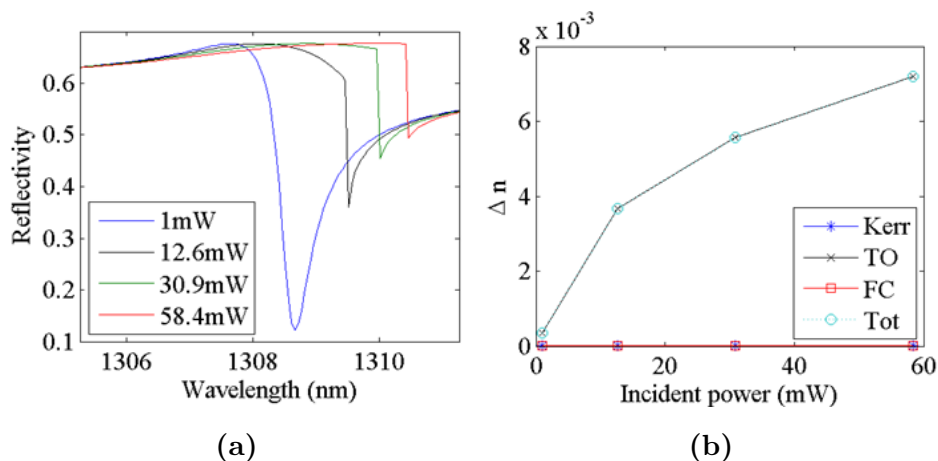 0.6
0.5
0.4
0.3
0.2
0.1
Reflectivity
1mW
12.6mW
30.9mW
58.4mW
1306
1308
1310
Wavelength (nm)
(a)
x 10⁻³
8
6
4
2
0
Δ n
Kerr
TO
FC
Tot
0
20
40
60
Incident power (mW)
(b)